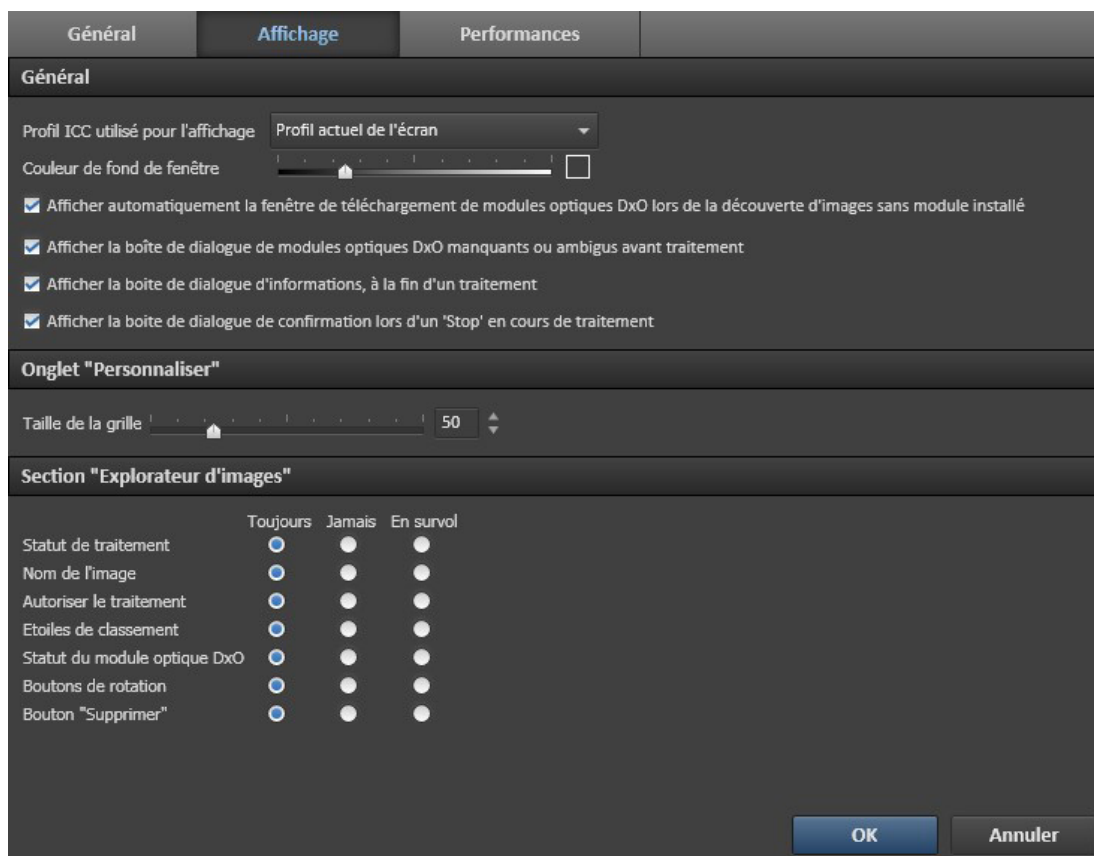 Général Affichage Performances
Général
Profil ICC utilisé pour l'affichage Profil actuel de l'écran
Couleur de fond de fenêtre
Afficher automatiquement la fenêtre de téléchargement de modules optiques DxO lors de la découverte d'images sans module installé
Afficher la boîte de dialogue de modules optiques DxO manquants ou ambigus avant traitement
Afficher la boite de dialogue d'informations, à la fin d'un traitement
Afficher la boite de dialogue de confirmation lors d'un 'Stop' en cours de traitement
Onglet "Personnaliser"
Taille de la grille 50
Section "Explorateur d'images"
Toujours Jamais En survol
Statut de traitement
Nom de l'image
Autoriser le traitement
Etoiles de classement
Statut du module optique DxO
Boutons de rotation
Bouton "Supprimer"
OK Annuler